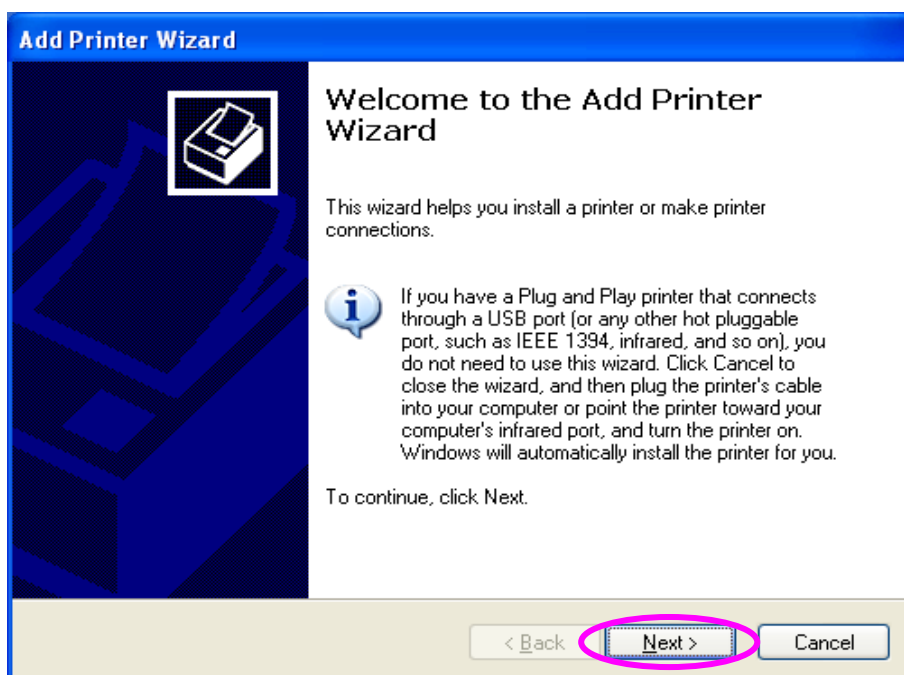 Add Printer Wizard
Welcome to the Add Printer
Wizard
This wizard helps you install a printer or make printer
connections.
If you have a Plug and Play printer that connects
through a USB port (or any other hot pluggable
port, such as IEEE 1394, infrared, and so on), you
do not need to use this wizard. Click Cancel to
close the wizard, and then plug the printer's cable
into your computer or point the printer toward your
computer's infrared port, and turn the printer on.
Windows will automatically install the printer for you.
To continue, click Next.
< Back Next > Cancel